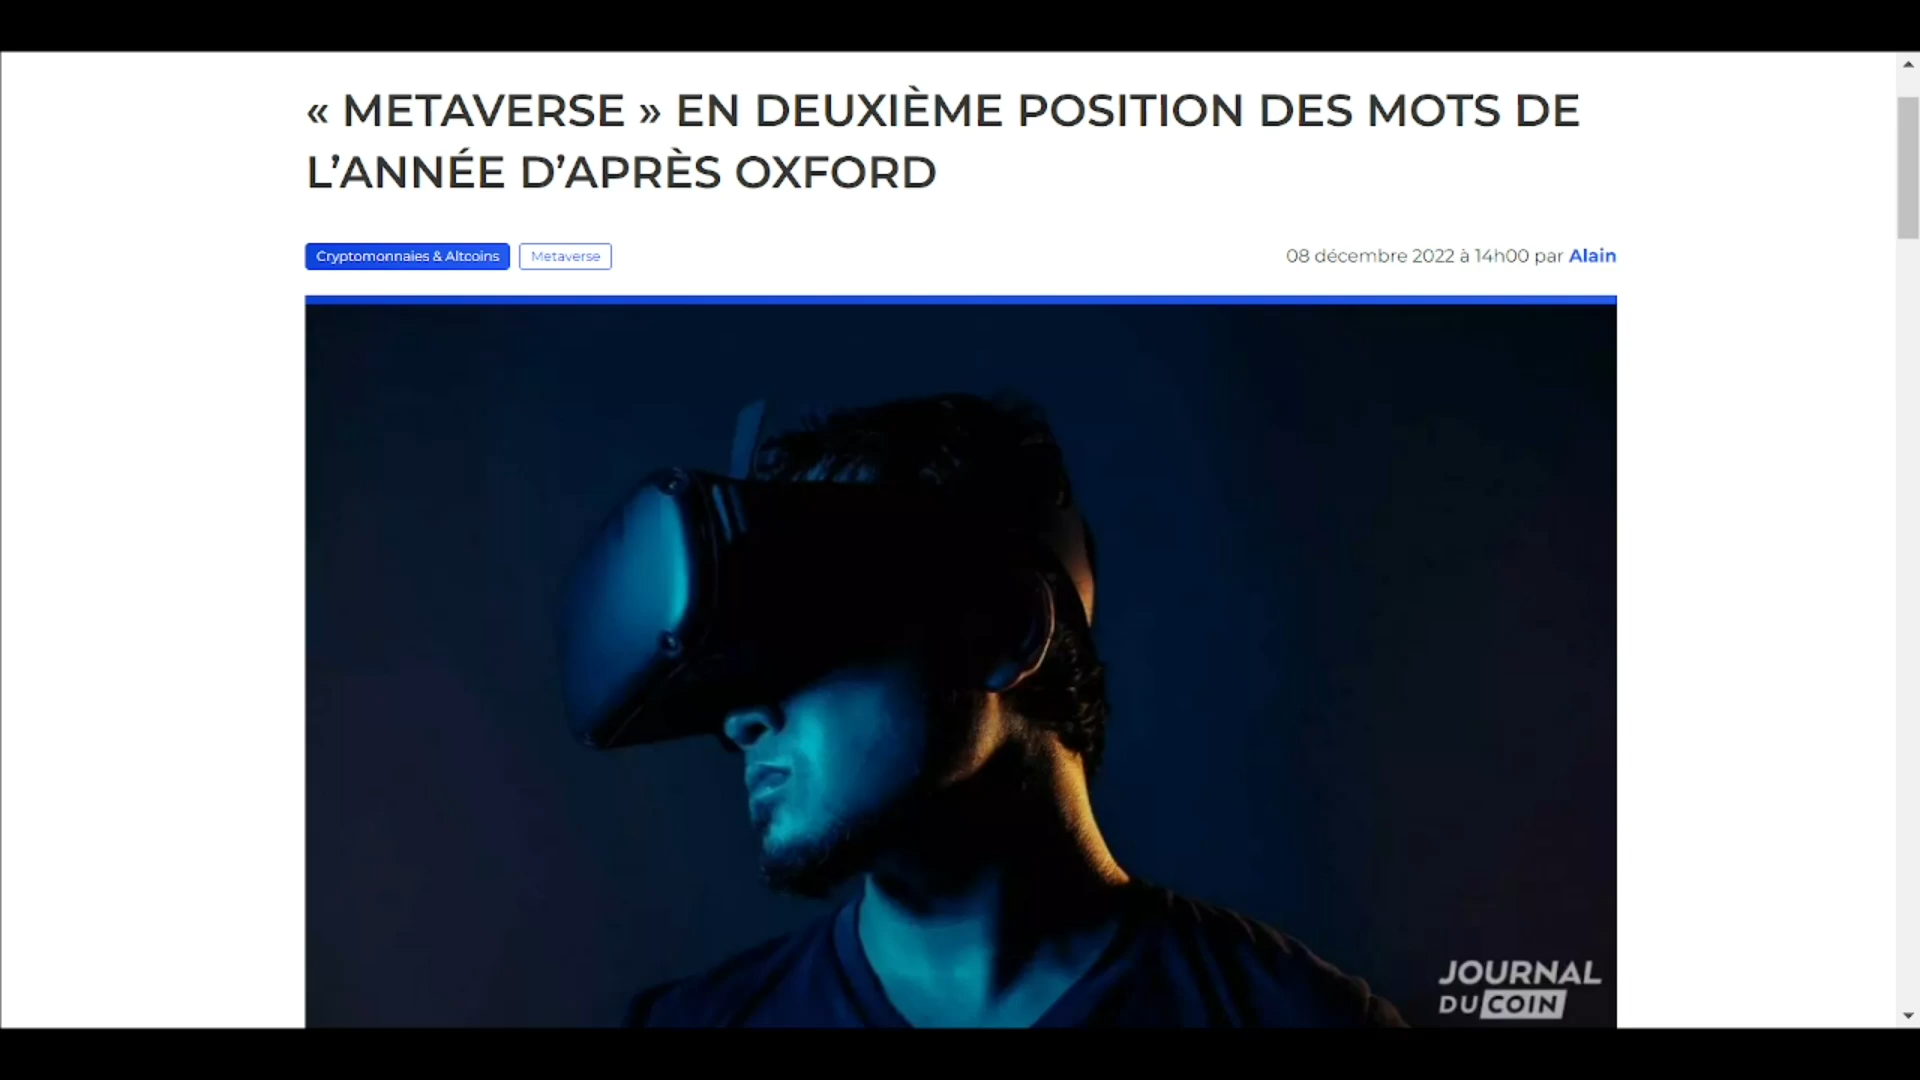 « METAVERSE » EN DEUXIÈME POSITION DES MOTS DE
L’ANNÉE D’APRÈS OXFORD
Cryptomonnaies & Altcoins
Metaverse
08 décembre 2022 à 14h00 par Alain
JOURNAL
DU COIN